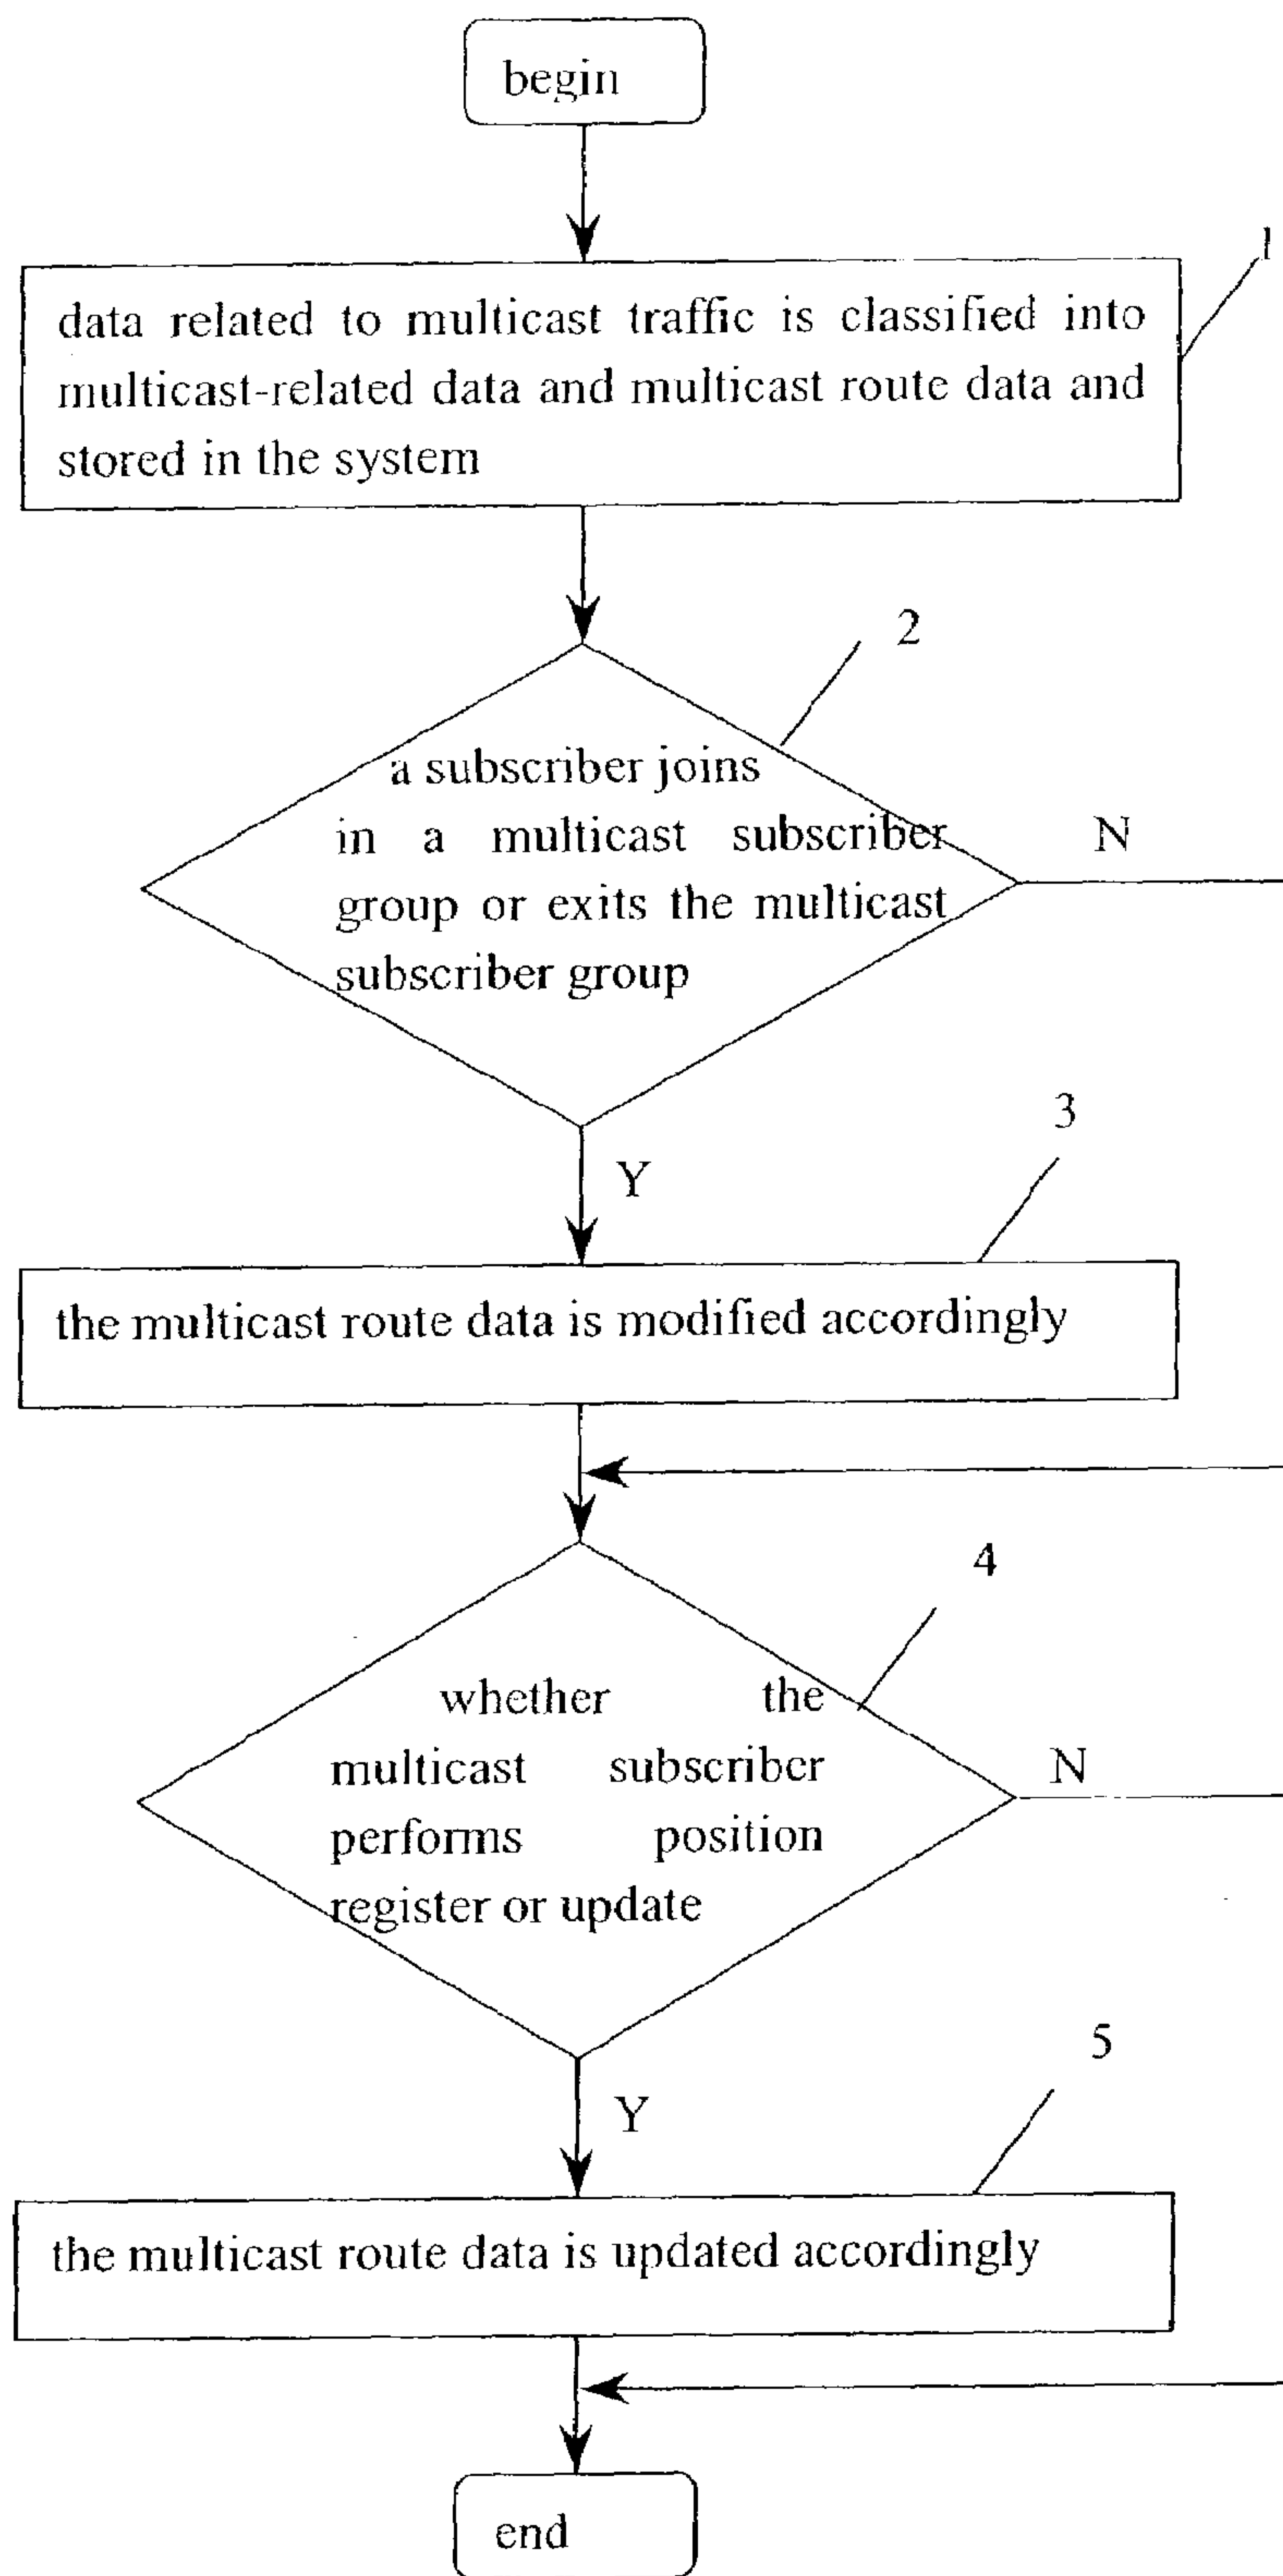 begin
1
data related to multicast traffic is classified into
multicast-related data and multicast route data and
stored in the system
2
a subscriber joins
in a multicast subscriber
N
group or exits the multicast
subscriber group
3
Y
the multicast route data is modified accordingly
4
whether the
multicast subscriber
N
performs position
register or update
5
Y
the multicast route data is updated accordingly
end